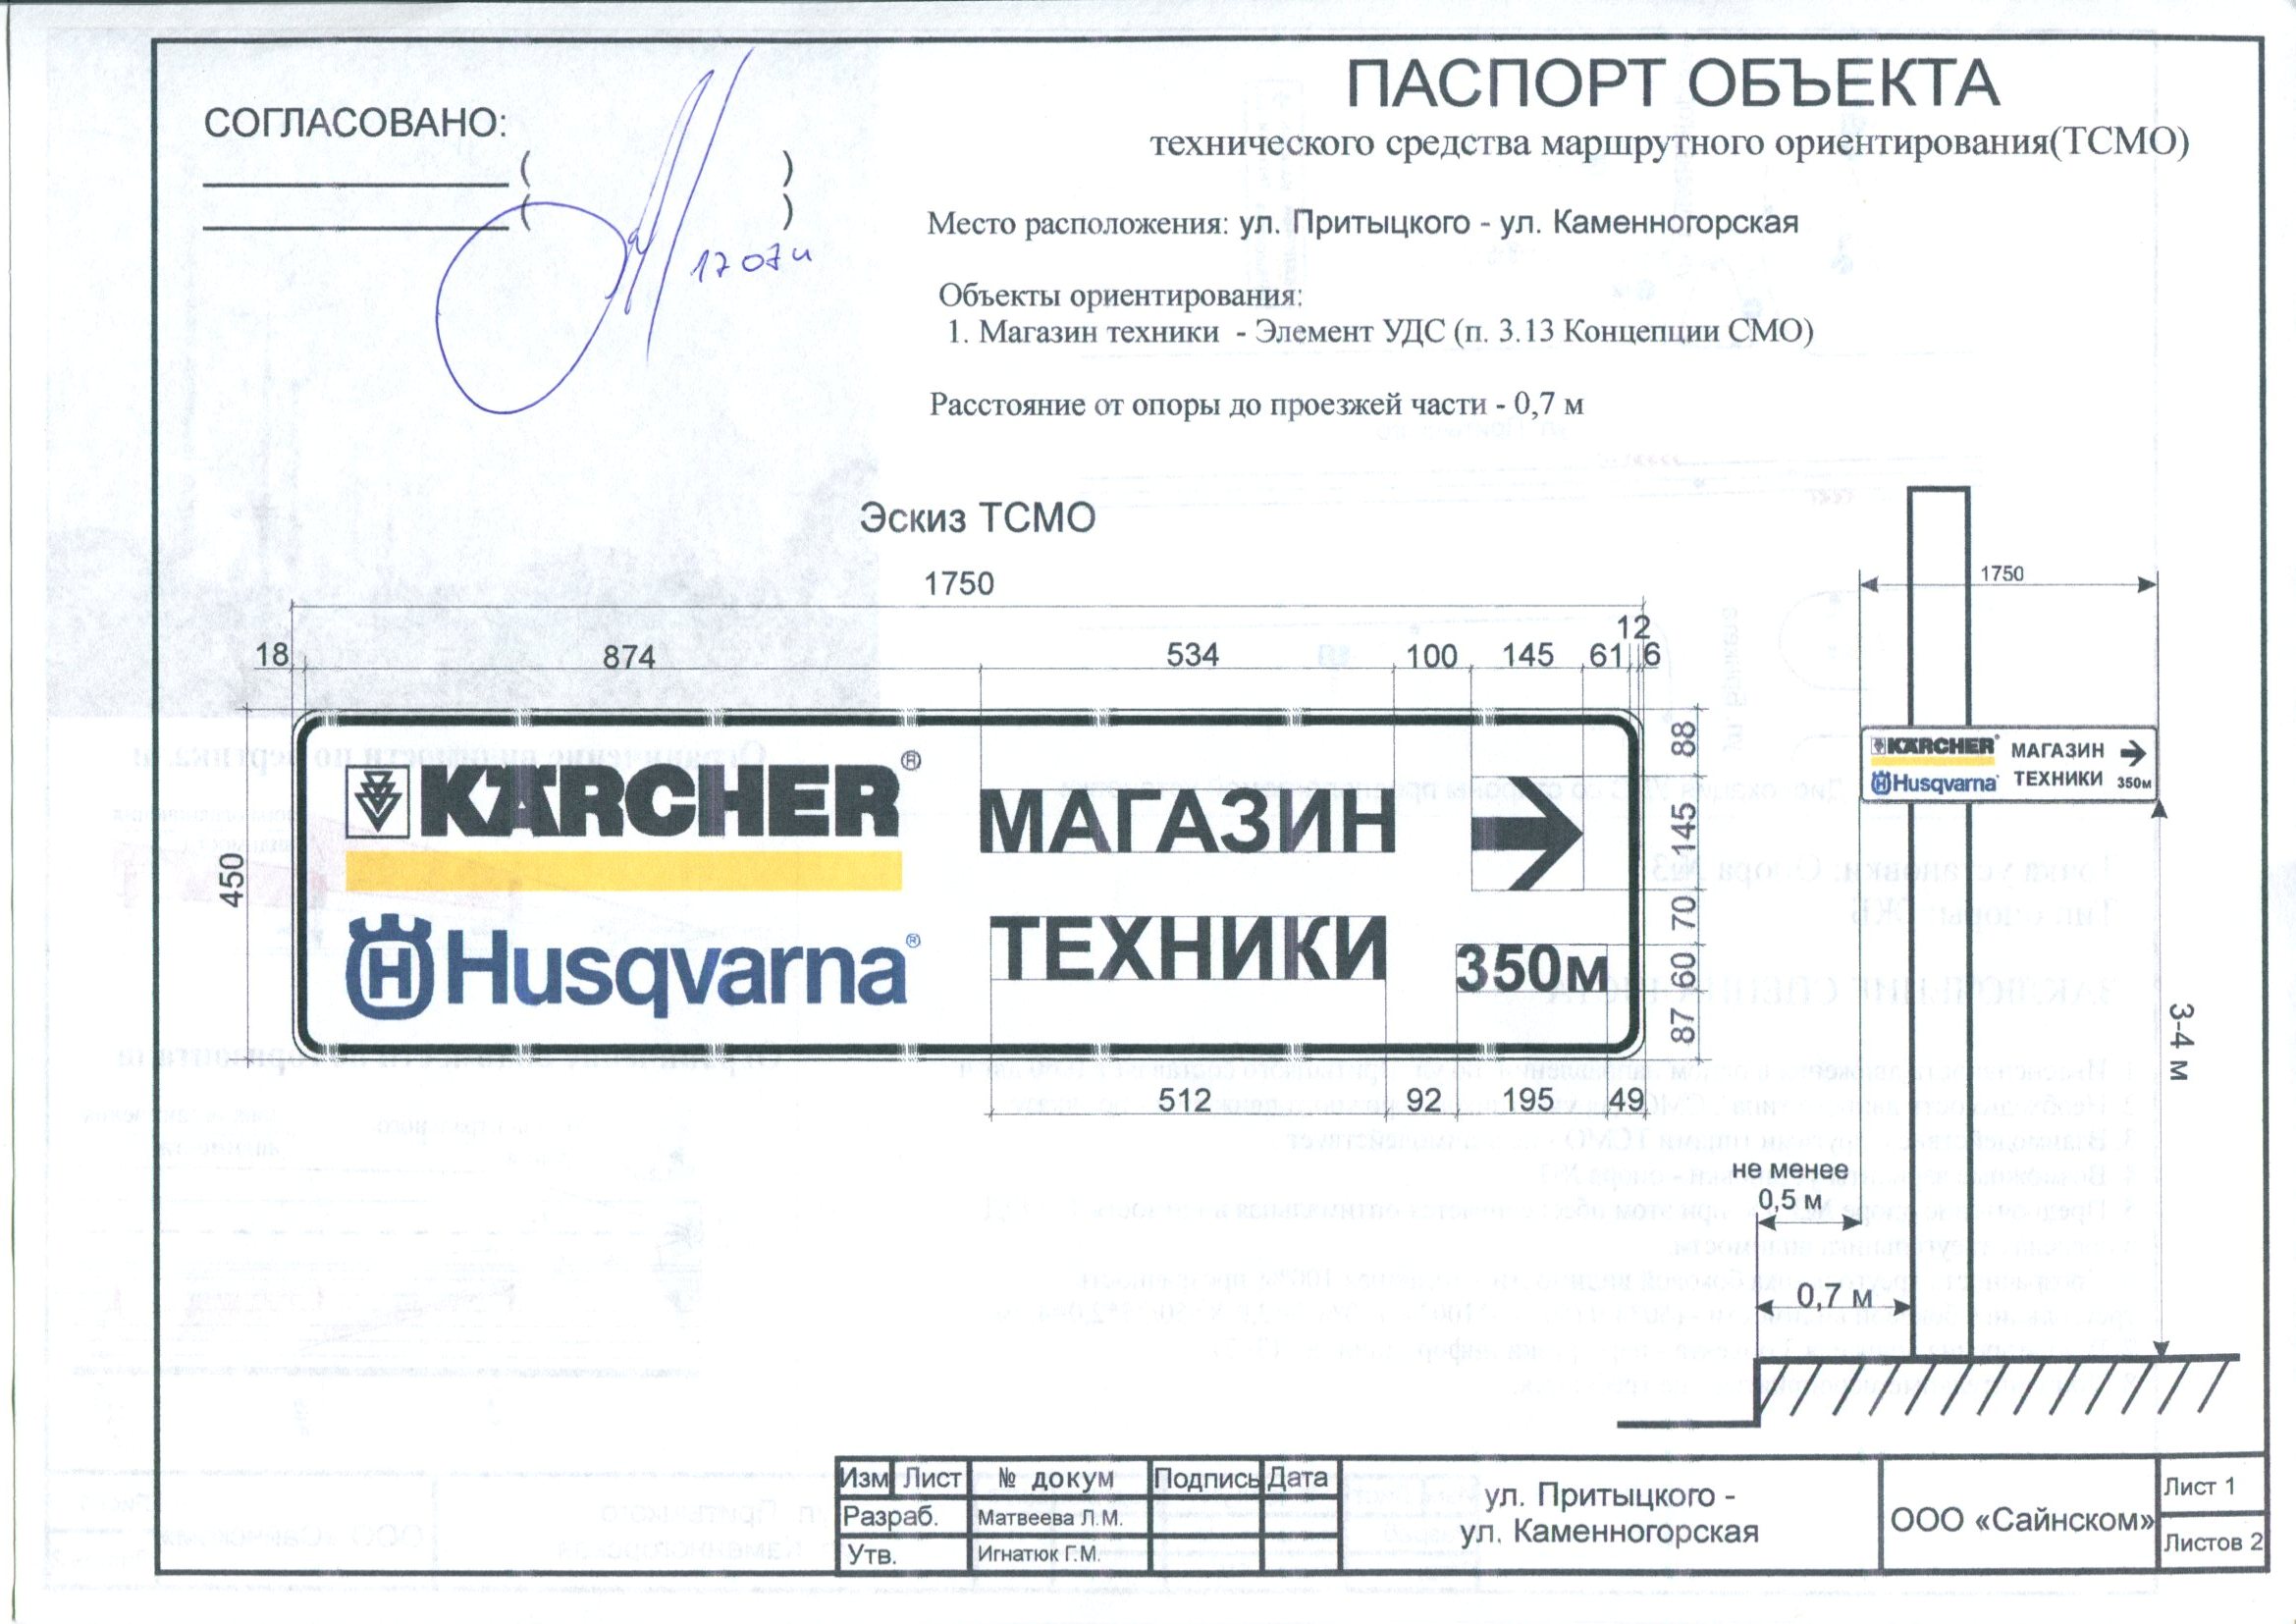 ПАСПОРТ ОБЪЕКТА
технического средства маршрутного ориентирования(ТСМО)
СОГЛАСОВАНО:
( )
( )
Место расположения: ул. Притыцкого - ул. Каменногорская
Объекты ориентирования:
1. Магазин техники - Элемент УДС (п. 3.13 Концепции СМО)
Расстояние от опоры до проезжей части - 0,7 м
Эскиз ТСМО
1750
18 874 534 100 145 61 12 6
KÄRCHER®
Husqvarna®
МАГАЗИН
ТЕХНИКИ
350м
450
88
145
70
60
87
512 92 195 49
1750
KÄRCHER® МАГАЗИН
Husqvarna ТЕХНИКИ 350м
3-4 м
не менее
0,5 м
0,7 м
Изм Лист № докум Подпись Дата
Разраб. Матвеева Л.М.
Утв. Игнатюк Г.М.
ул. Притыцкого -
ул. Каменногорская
ООО «Сайнском»
Лист 1
Листов 2